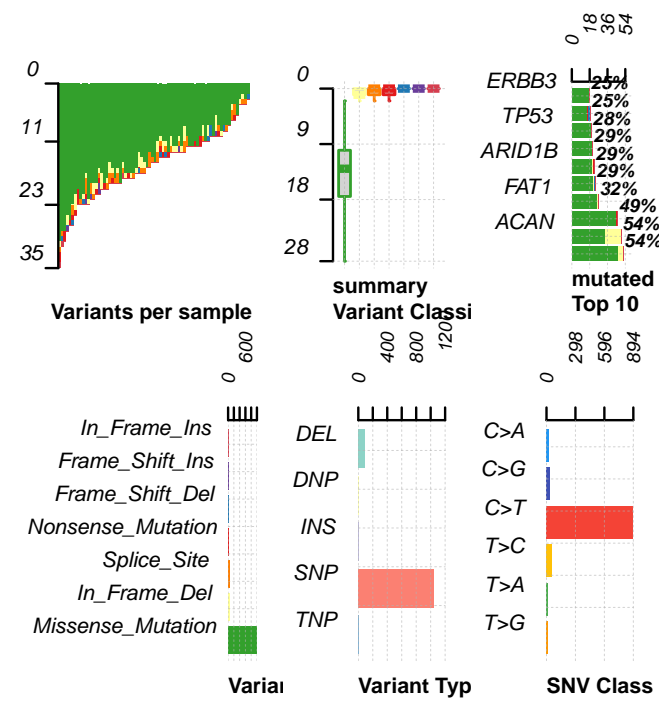 0
11
23
35
Variants per sample
0
9
18
28
summary
Variant Classi
0 18 36 54
ERBB3
TP53
ARID1B
FAT1
ACAN
25%
25%
28%
29%
29%
29%
32%
49%
54%
54%
mutated
Top 10
0 600
In_Frame_Ins
Frame_Shift_Ins
Frame_Shift_Del
Nonsense_Mutation
Splice_Site
In_Frame_Del
Missense_Mutation
Varian
0 400 800 120
DEL
DNP
INS
SNP
TNP
Variant Typ
0 298 596 894
C>A
C>G
C>T
T>C
T>A
T>G
SNV Class